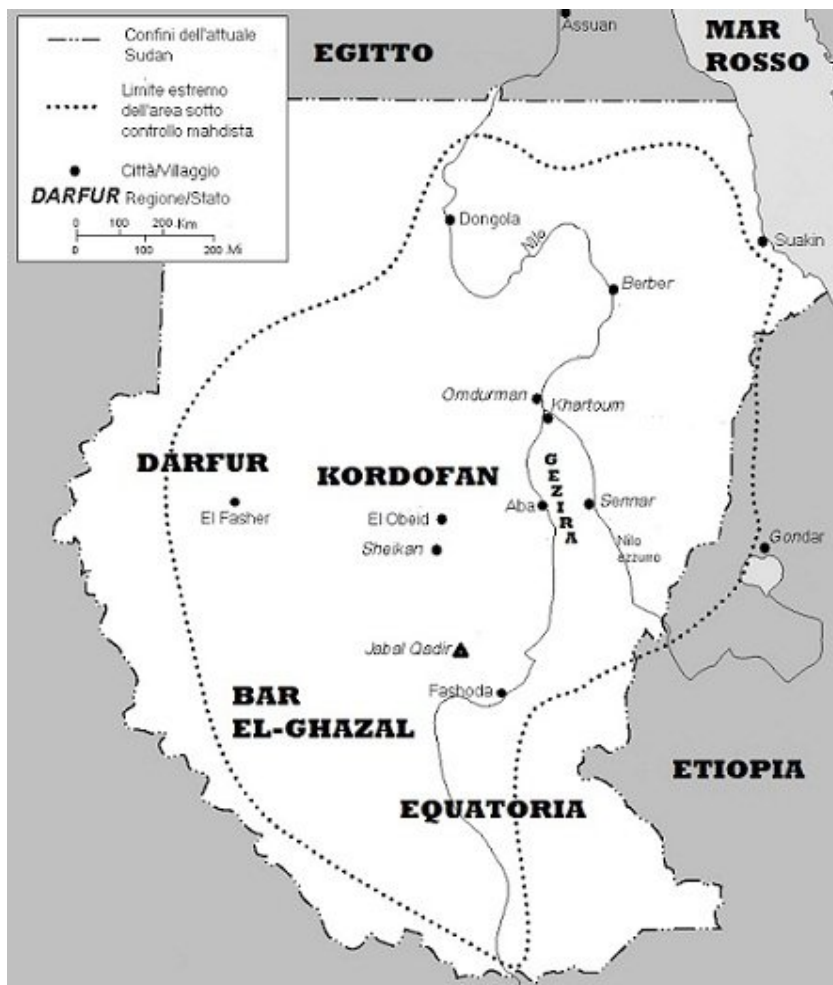 Confini dell'attuale
Sudan
Limite estremo
dell'area sotto
controllo mahdista
Città/Villaggio
DARFUR Regione/Stato
0 100 200 Km
0 100 200 Mi
EGITTO
Assuan
MAR
ROSSO
Dongola
Nilo
Suakin
Berber
Omdurman
Khartoum
DARFUR
KORDOFAN
GEZIRA
El Fasher
El Obeid
Aba
Sennar
Sheikan
Nilo
azzurro
Gondar
Jabal Qadir
Fashoda
BAR
EL-GHAZAL
ETIOPIA
EQUATORIA